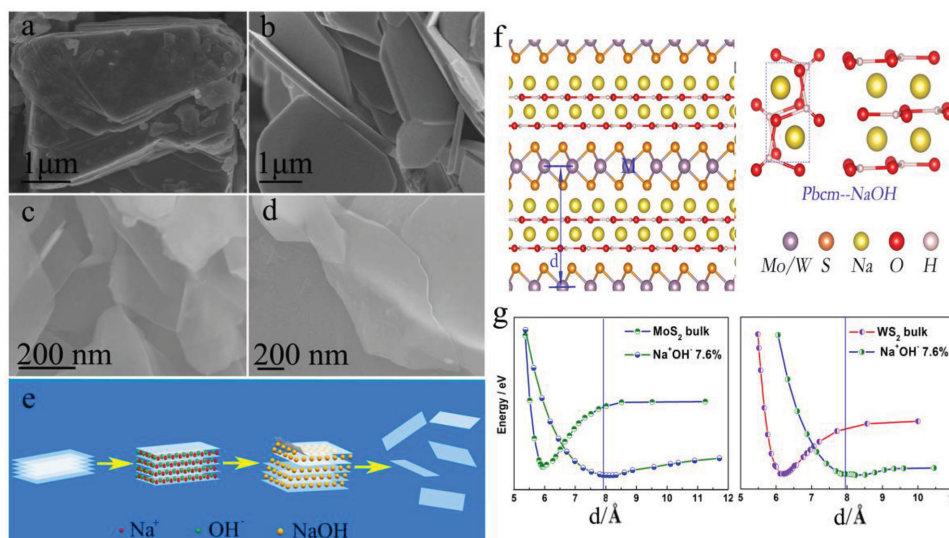 a
1μm
b
1μm
c
200 nm
d
200 nm
e
Na⁺
OH⁻
NaOH
f
M
d
Pbcm--NaOH
Mo/W S Na O H
g
Energy / eV
MoS₂ bulk
Na⁺OH⁻ 7.6%
5 6 7 8 9 10 11 12
d/Å
WS₂ bulk
Na⁺OH⁻ 7.6%
5 6 7 8 9 10 11
d/Å